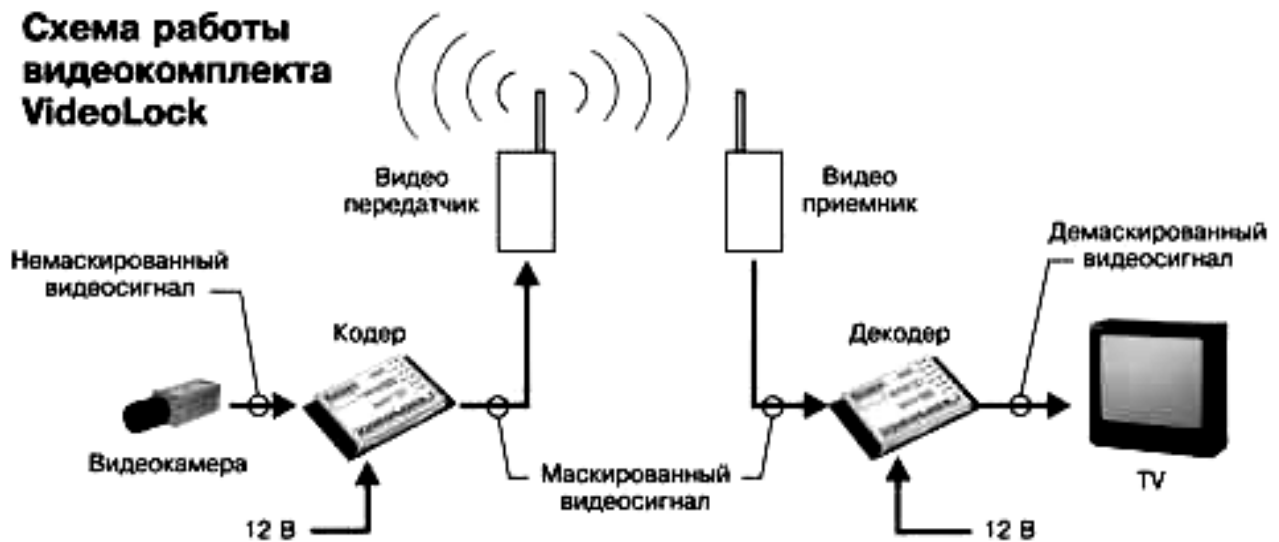 Схема работы
видеокомплекта
VideoLock
Видео
передатчик
Видео
приемник
Немаскированный
видеосигнал
Демаскированный
видеосигнал
Кодер
Декодер
Видеокамера
Маскированный
видеосигнал
TV
12 В
12 В